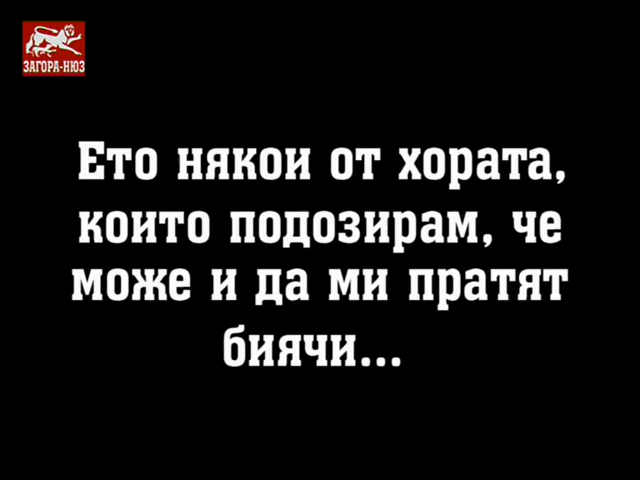 ЗАГОРА-НЮЗ
Ето някои от хората,
които подозирам, че
може и да ми пратят
биячи...